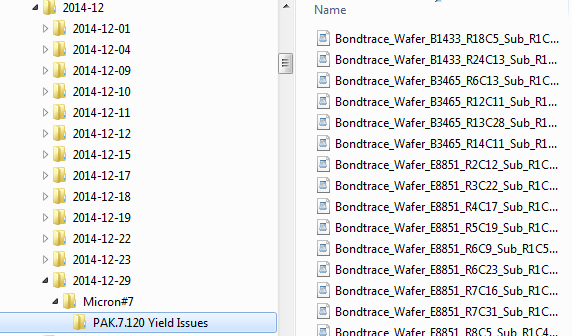 2014-12
2014-12-01
2014-12-04
2014-12-09
2014-12-10
2014-12-11
2014-12-12
2014-12-15
2014-12-17
2014-12-18
2014-12-19
2014-12-22
2014-12-23
2014-12-29
Micron#7
PAK.7.120 Yield Issues
Name
Bondtrace_Wafer_B1433_R18C5_Sub_R1C...
Bondtrace_Wafer_B1433_R24C13_Sub_R1...
Bondtrace_Wafer_B3465_R6C13_Sub_R1C...
Bondtrace_Wafer_B3465_R12C11_Sub_R1...
Bondtrace_Wafer_B3465_R13C28_Sub_R1...
Bondtrace_Wafer_B3465_R14C11_Sub_R1...
Bondtrace_Wafer_E8851_R2C12_Sub_R1C...
Bondtrace_Wafer_E8851_R3C22_Sub_R1C...
Bondtrace_Wafer_E8851_R4C17_Sub_R1C...
Bondtrace_Wafer_E8851_R5C19_Sub_R1C...
Bondtrace_Wafer_E8851_R6C9_Sub_R1C5...
Bondtrace_Wafer_E8851_R6C23_Sub_R1C...
Bondtrace_Wafer_E8851_R7C16_Sub_R1C...
Bondtrace_Wafer_E8851_R7C31_Sub_R1C...
Bondtrace_Wafer_E8851_R8C5_Sub_R1C4...